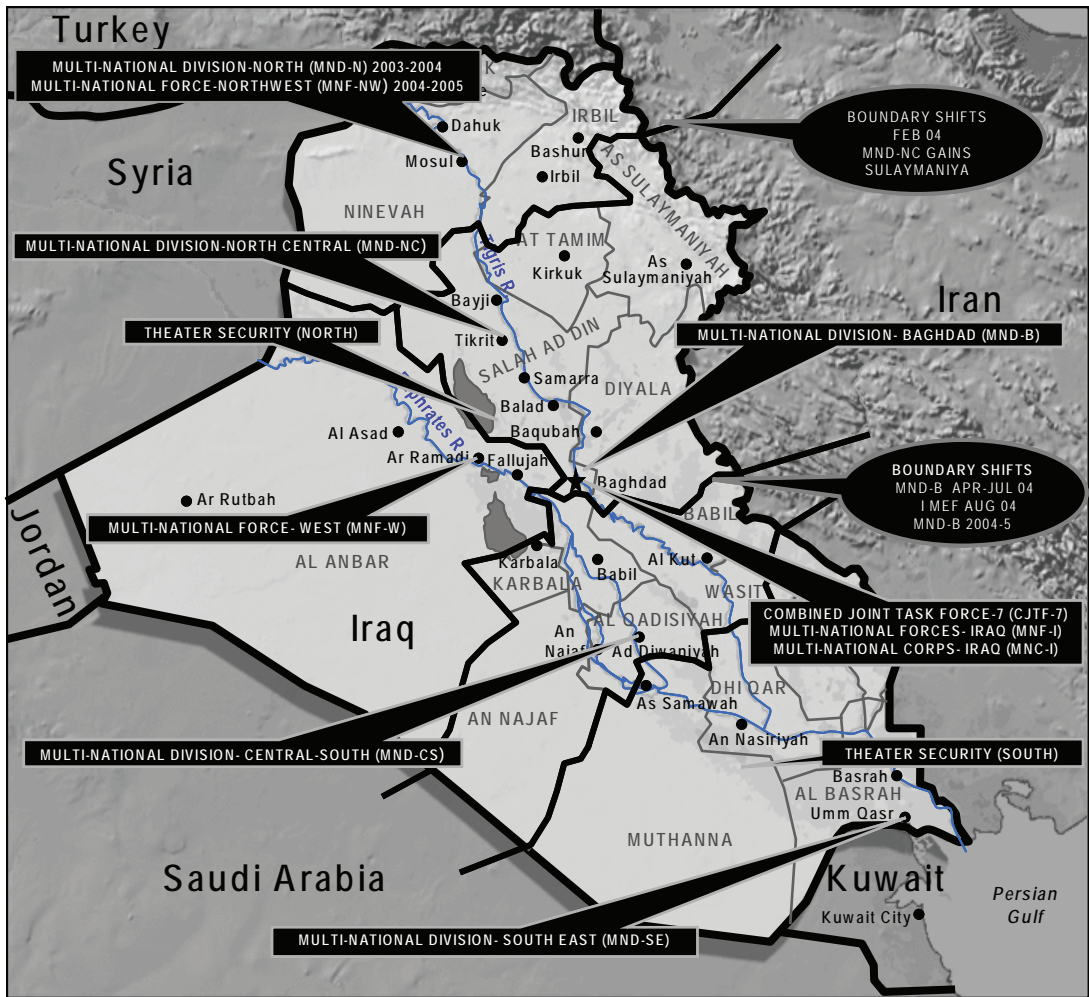 Turkey
MULTI-NATIONAL DIVISION-NORTH (MND-N) 2003-2004
MULTI-NATIONAL FORCE-NORTHWEST (MNF-NW) 2004-2005
K
e
Dahuk
IRBIL
BOUNDARY SHIFTS
FEB 04
MND-NC GAINS
SULAYMANIYA
Mosul
Bashur
Irbil
AS SULAYMANIYAH
Syria
NINEVAH
MULTI-NATIONAL DIVISION-NORTH CENTRAL (MND-NC)
AT TAMIM
Kirkuk
As
Sulaymaniyah
Tigris R.
Bayji
Iran
THEATER SECURITY (NORTH)
MULTI-NATIONAL DIVISION- BAGHDAD (MND-B)
Tikrit
SALAH AD DIN
Samarra
DIYALA
Balad
Euphrates R.
Al Asad
Baqubah
Ar Ramadi
Fallujah
Baghdad
BOUNDARY SHIFTS
MND-B APR-JUL 04
I MEF AUG 04
MND-B 2004-5
Ar Rutbah
Jordan
MULTI-NATIONAL FORCE- WEST (MNF-W)
BABIL
AL ANBAR
Karbala
KARBALA
Babil
Al Kut
WASIT
Iraq
AL QADISIYAH
An
Najaf
Ad Diwaniyah
COMBINED JOINT TASK FORCE-7 (CJTF-7)
MULTI-NATIONAL FORCES- IRAQ (MNF-I)
MULTI-NATIONAL CORPS- IRAQ (MNC-I)
DHI QAR
As Samawah
AN NAJAF
An Nasiriyah
MULTI-NATIONAL DIVISION- CENTRAL-SOUTH (MND-CS)
THEATER SECURITY (SOUTH)
Basrah
AL BASRAH
Umm Qasr
MUTHANNA
Saudi Arabia
Kuwait
Kuwait City
Persian
Gulf
MULTI-NATIONAL DIVISION- SOUTH EAST (MND-SE)